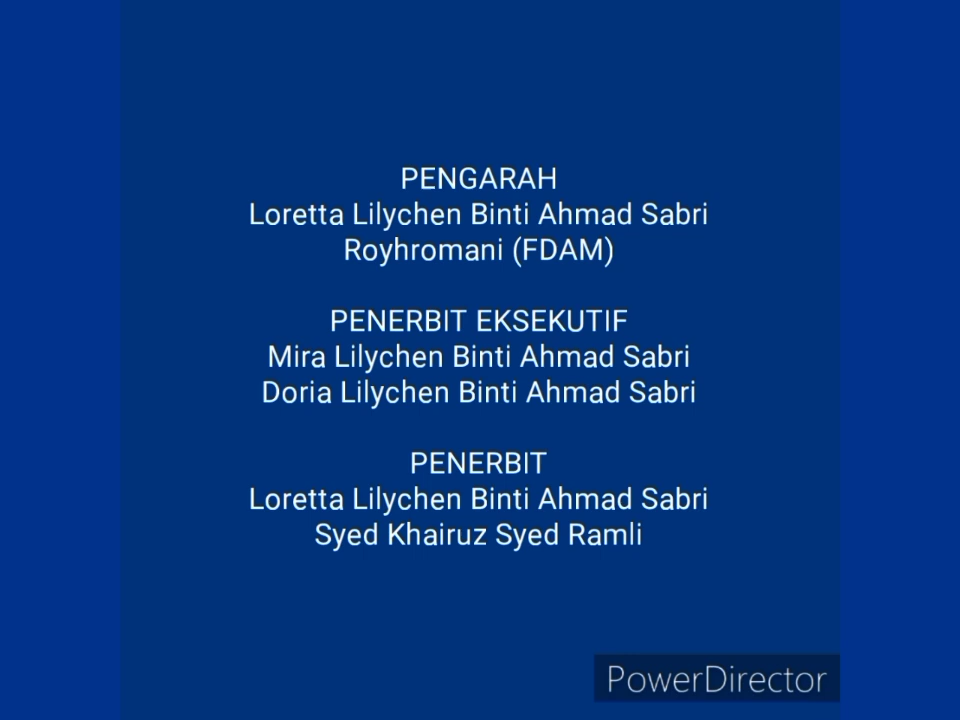 PENGARAH
Loretta Lilychen Binti Ahmad Sabri
Royhromani (FDAM)
PENERBIT EKSEKUTIF
Mira Lilychen Binti Ahmad Sabri
Doria Lilychen Binti Ahmad Sabri
PENERBIT
Loretta Lilychen Binti Ahmad Sabri
Syed Khairuz Syed Ramli
PowerDirector